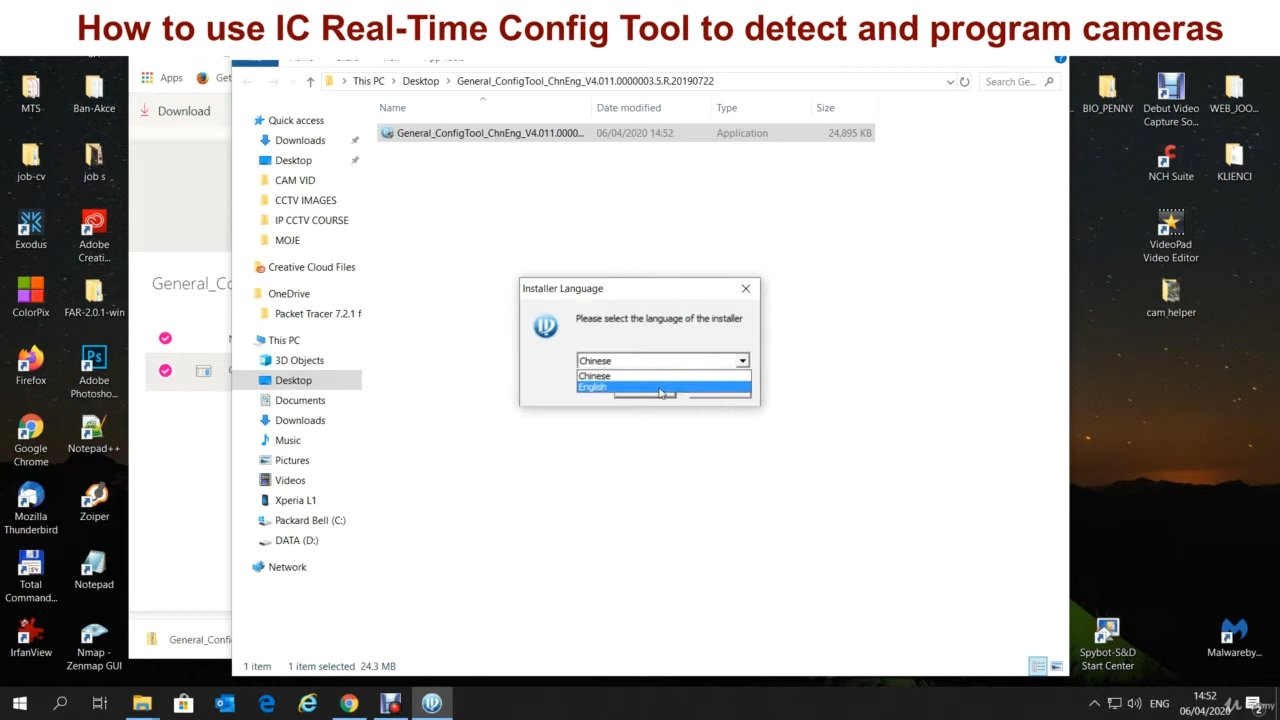 How to use IC Real-Time Config Tool to detect and program cameras
Apps
Get
This PC
Desktop
General_ConfigTool_ChnEng_V4.011.0000003.5.R.20190722
Search Ge...
Download
Name
Date modified
Type
Size
General_ConfigTool_ChnEng_V4.011.0000...
06/04/2020 14:52
Application
24,895 KB
Quick access
Downloads
Desktop
CAM VID
CCTV IMAGES
IP CCTV COURSE
MOJE
Creative Cloud Files
OneDrive
Packet Tracer 7.2.1 f
This PC
3D Objects
Desktop
Documents
Downloads
Music
Pictures
Videos
Xperia L1
Packard Bell (C:)
DATA (D:)
Network
1 item
1 item selected
24.3 MB
General_Co
General_Confi
Installer Language
Please select the language of the installer
Chinese
Chinese
English
MTS
Ban-Akce
job-cv
job s
Exodus
Adobe
Creati...
ColorPix
FAR-2.0.1-win
Firefox
Adobe
Photosho...
Google
Chrome
Notepad++
Mozilla
Thunderbird
Zoiper
Total
Comman...
Notepad
IrfanView
Nmap -
Zenmap GUI
BIO_PENNY
Debut Video
Capture So...
WEB_JOO...
NCH Suite
KLIENCI
VideoPad
Video Editor
cam_helper
Spybot-S&D
Start Center
Malwareby...
ENG
14:52
06/04/2020
2